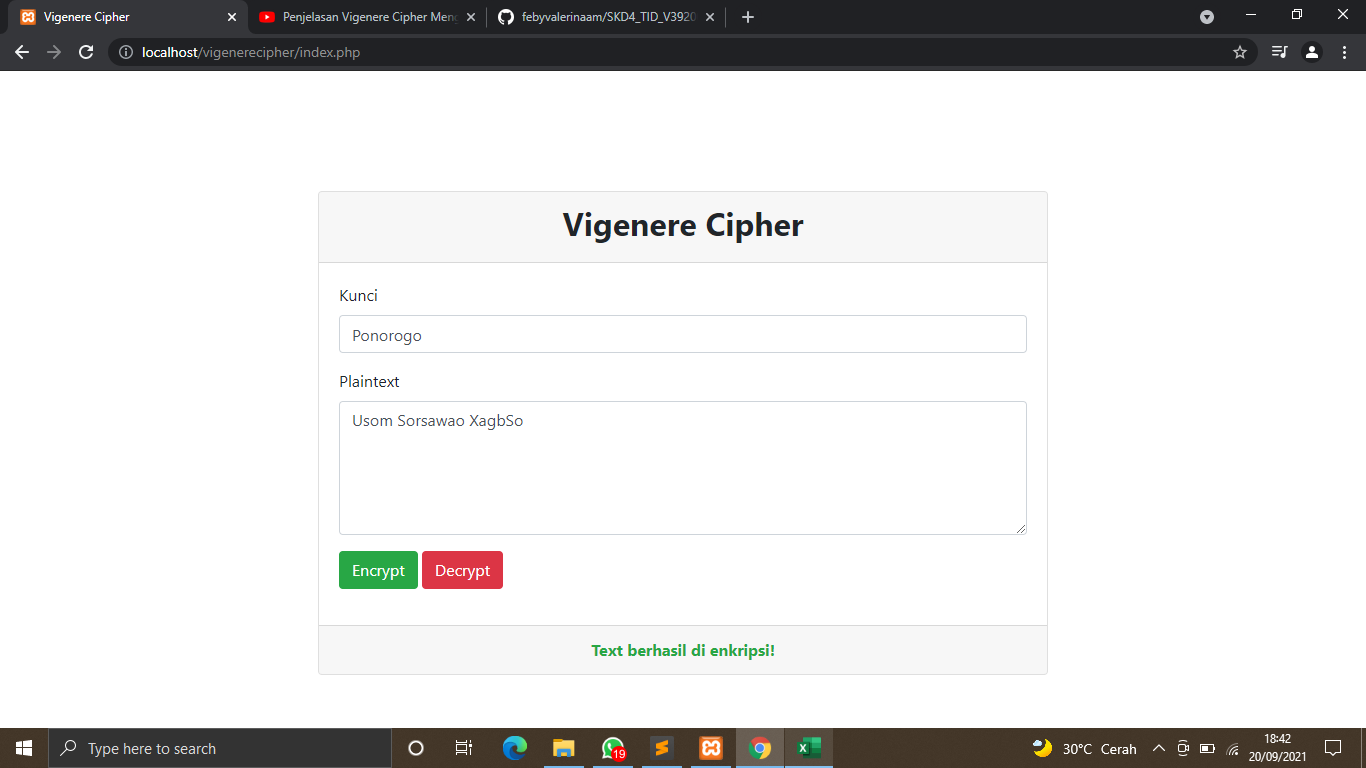 Vigenere Cipher
Penjelasan Vigenere Cipher Meng
febyvalerinaam/SKD4_TID_V3920
localhost/vigenerecipher/index.php
Vigenere Cipher
Kunci
Ponorogo
Plaintext
Usom Sorsawao XagbSo
Encrypt Decrypt
Text berhasil di enkripsi!
Type here to search
19
30°C Cerah
18:42
20/09/2021